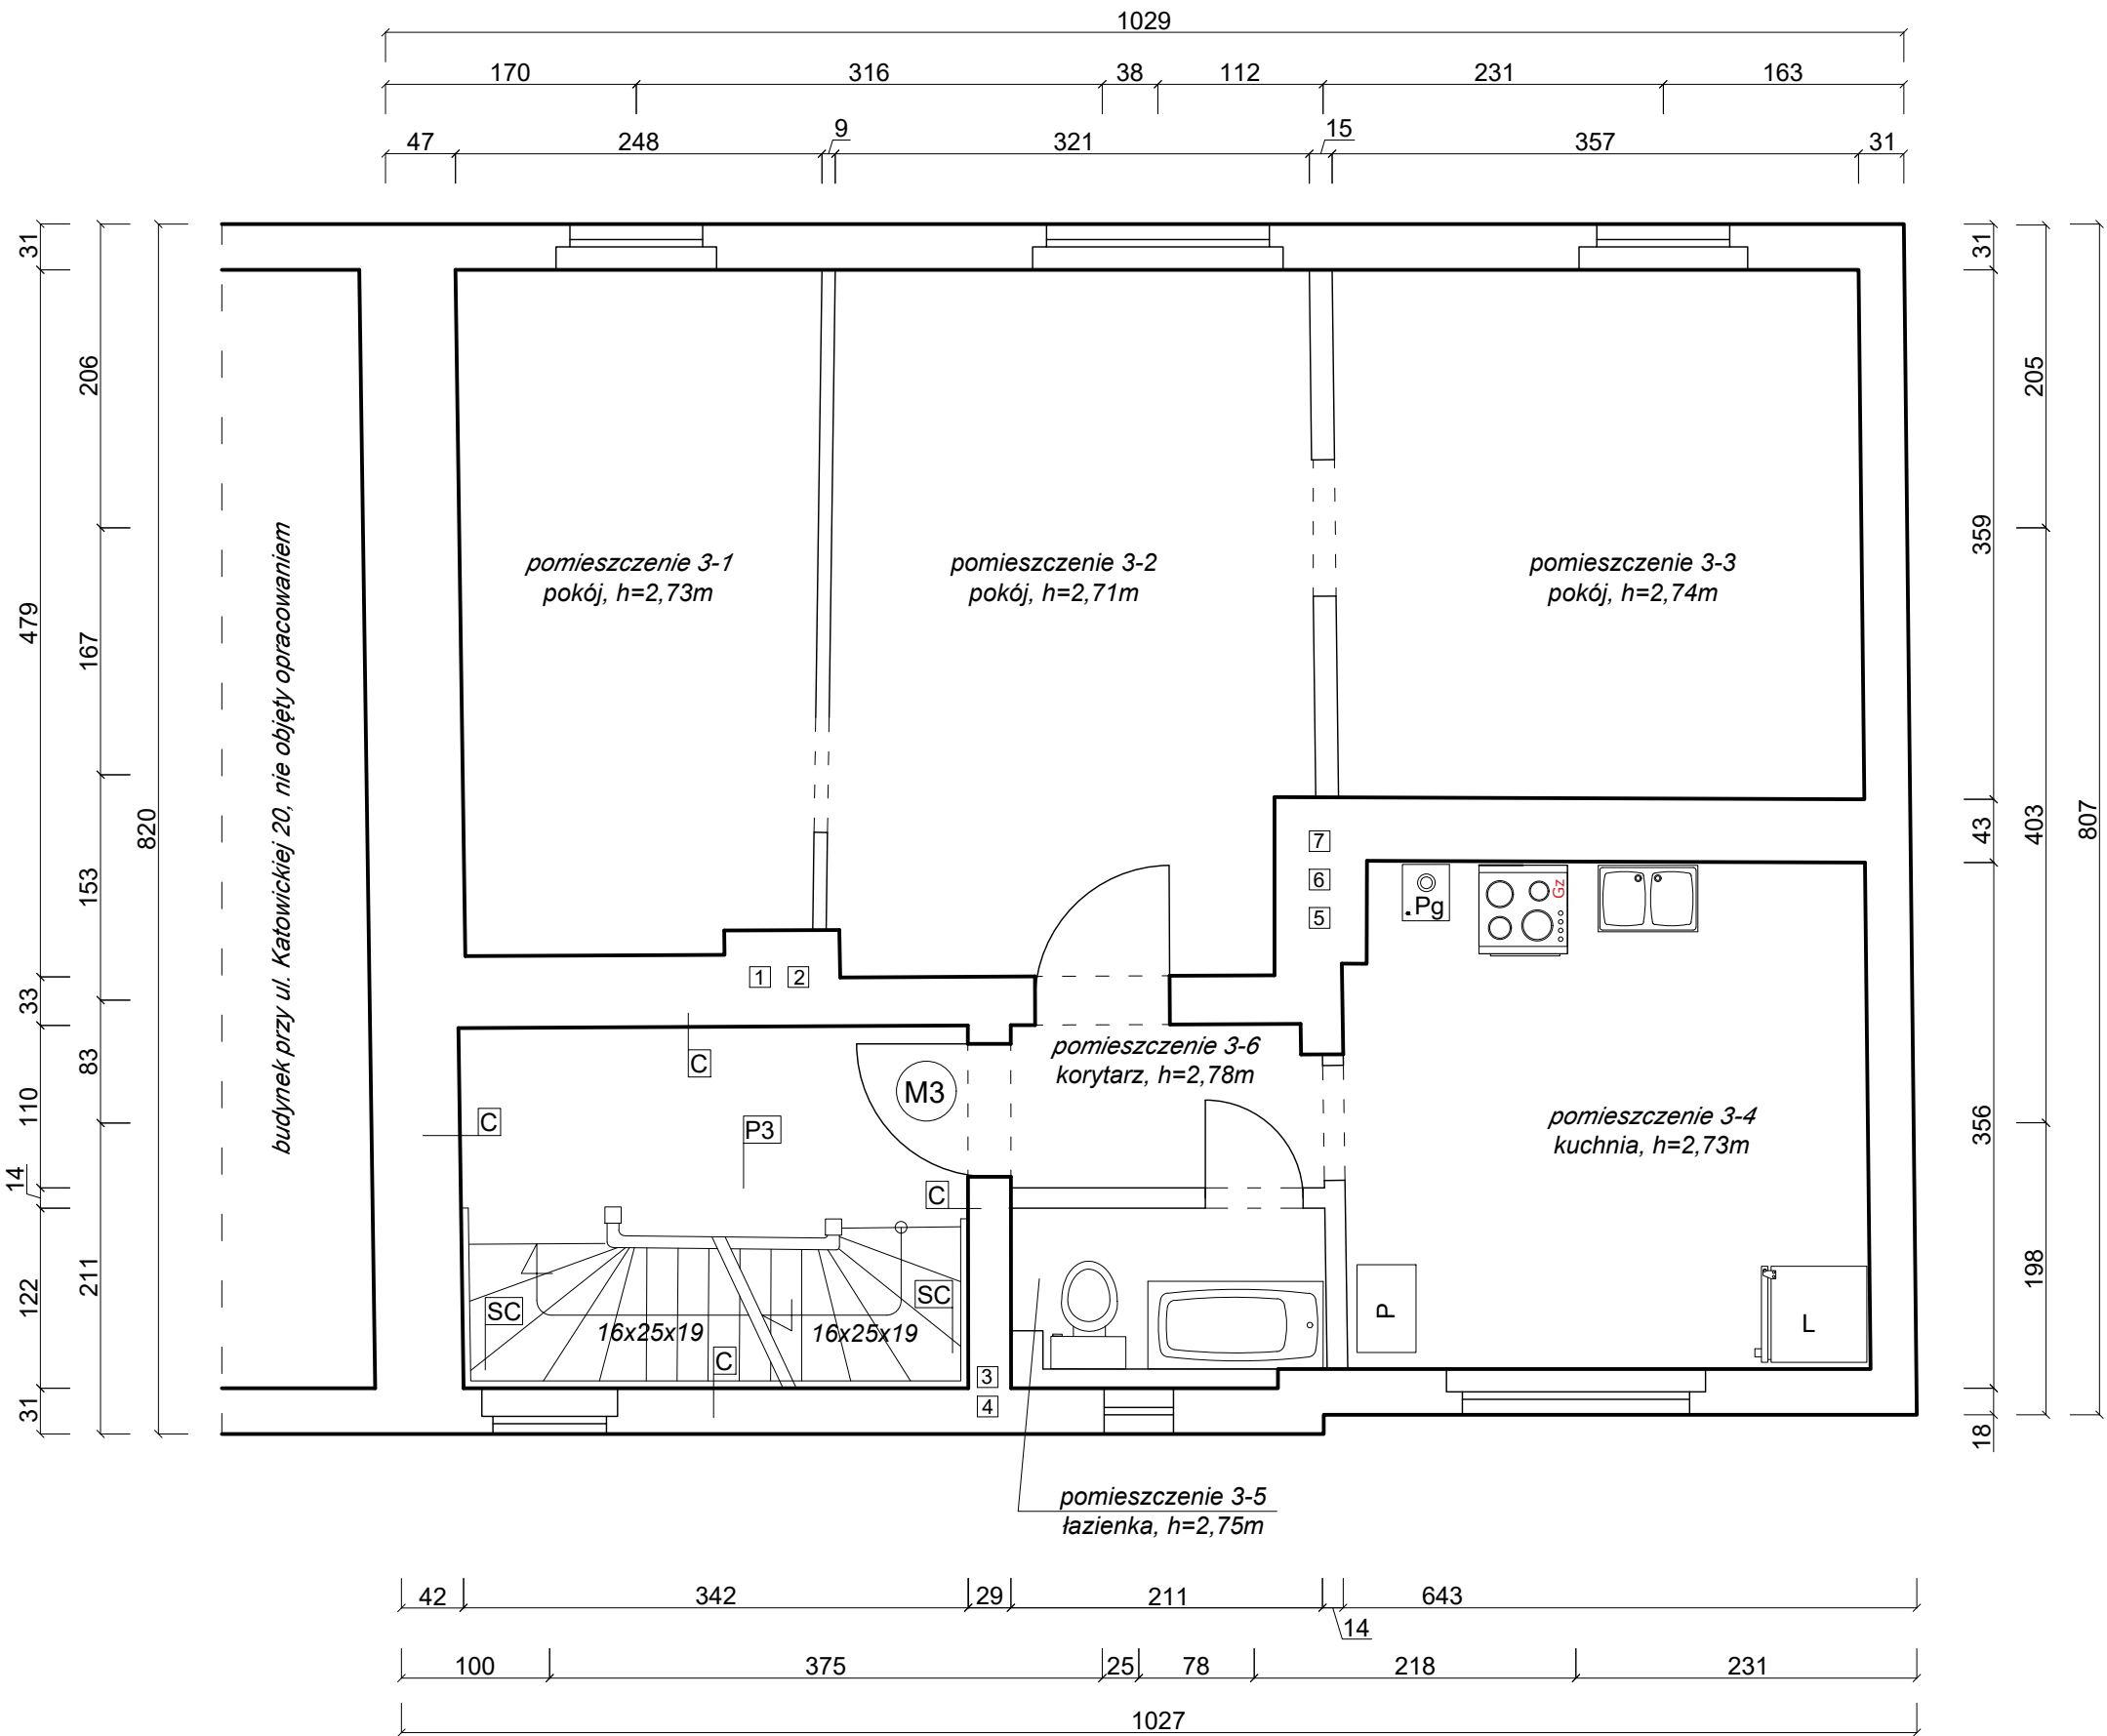 1029
170 316 38 112 231 163
47 248 9 321 15 357 31
31 479 33 110 14 122 31
206 167 153 83 211
820
budynek przy ul. Katowickiej 20, nie objęty opracowaniem
pomieszczenie 3-1
pokój, h=2,73m
pomieszczenie 3-2
pokój, h=2,71m
pomieszczenie 3-3
pokój, h=2,74m
31 359 43 356 18
205 403 198
807
7
6
5
.Pg
Gz
1 2
C
C
M3
P3
C
pomieszczenie 3-6
korytarz, h=2,78m
pomieszczenie 3-4
kuchnia, h=2,73m
SC
SC
16x25x19
16x25x19
C
3
4
P
L
pomieszczenie 3-5
łazienka, h=2,75m
42 342 29 211 14 643
100 375 25 78 218 231
1027